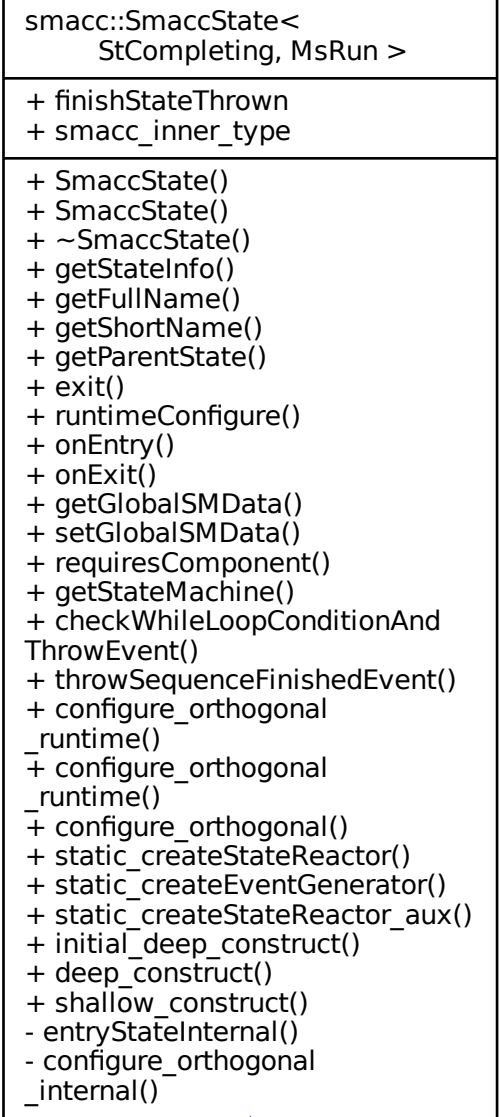 smacc::SmaccState<
StCompleting, MsRun >
+ finishStateThrown
+ smacc_inner_type
+ SmaccState()
+ SmaccState()
+ ~SmaccState()
+ getStateInfo()
+ getFullName()
+ getShortName()
+ getParentState()
+ exit()
+ runtimeConfigure()
+ onEntry()
+ onExit()
+ getGlobalSMData()
+ setGlobalSMData()
+ requiresComponent()
+ getStateMachine()
+ checkWhileLoopConditionAnd
ThrowEvent()
+ throwSequenceFinishedEvent()
+ configure_orthogonal
_runtime()
+ configure_orthogonal
_runtime()
+ configure_orthogonal()
+ static_createStateReactor()
+ static_createEventGenerator()
+ static_createStateReactor_aux()
+ initial_deep_construct()
+ deep_construct()
+ shallow_construct()
- entryStateInternal()
- configure_orthogonal
_internal()